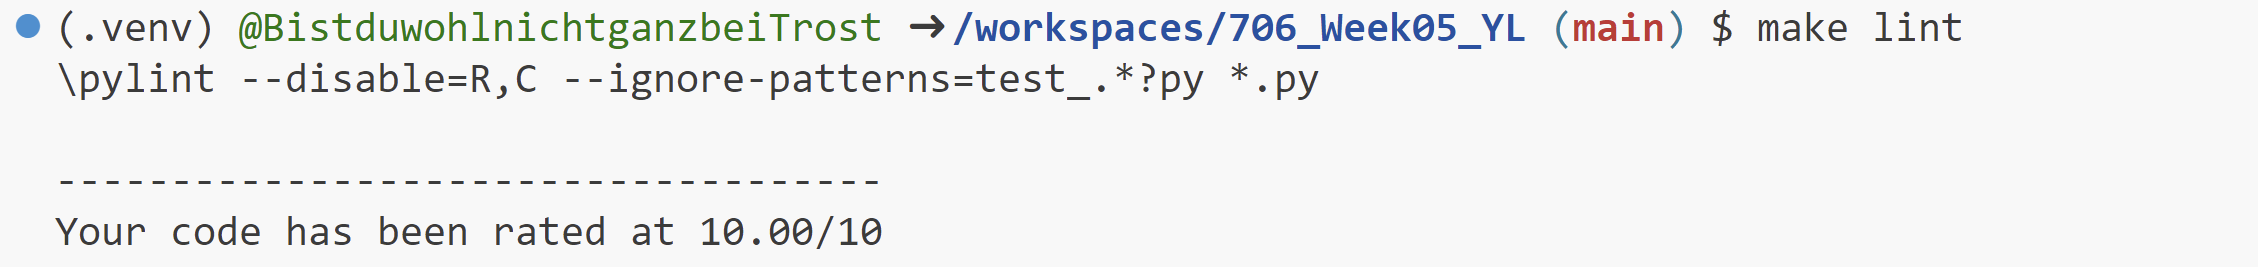 (.venv) @BistduwohlnichtganzbeiTrost ➜/workspaces/706_Week05_YL (main) $ make lint
\pylint --disable=R,C --ignore-patterns=test_.*?py *.py
------------------------------------
Your code has been rated at 10.00/10